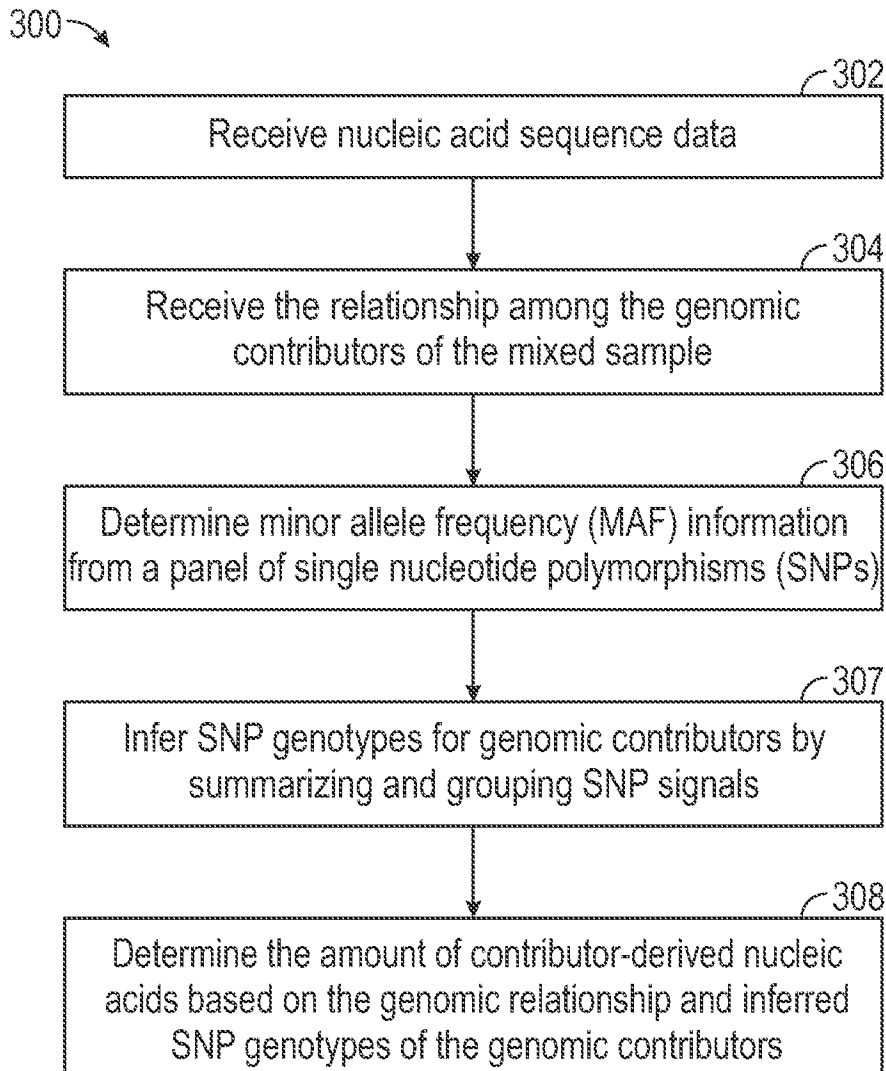 300
302
Receive nucleic acid sequence data
304
Receive the relationship among the genomic
contributors of the mixed sample
306
Determine minor allele frequency (MAF) information
from a panel of single nucleotide polymorphisms (SNPs)
307
Infer SNP genotypes for genomic contributors by
summarizing and grouping SNP signals
308
Determine the amount of contributor-derived nucleic
acids based on the genomic relationship and inferred
SNP genotypes of the genomic contributors